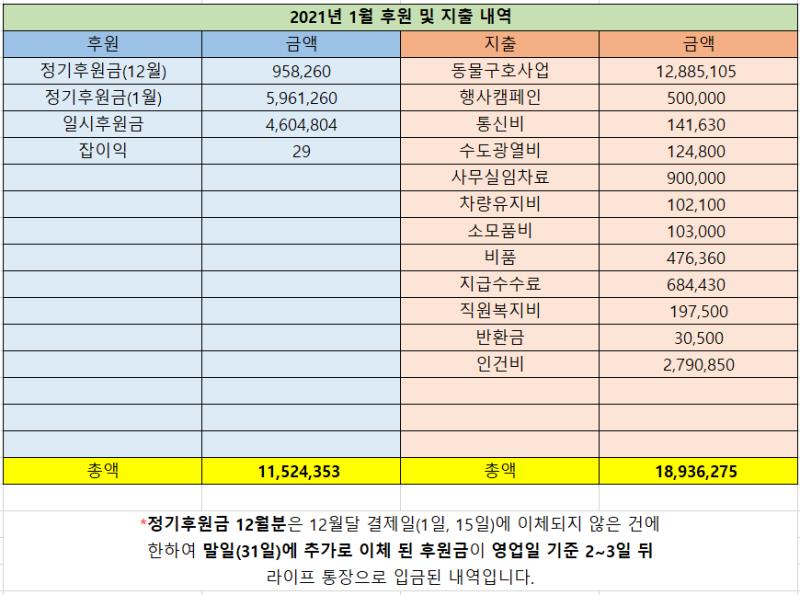 2021년 1월 후원 및 지출 내역
후원 금액 지출 금액
정기후원금(12월) 958,260 동물구호사업 12,885,105
정기후원금(1월) 5,961,260 행사캠페인 500,000
일시후원금 4,604,804 통신비 141,630
잡이익 29 수도광열비 124,800
사무실임차료 900,000
차량유지비 102,100
소모품비 103,000
비품 476,360
지급수수료 684,430
직원복지비 197,500
반환금 30,500
인건비 2,790,850
총액 11,524,353 총액 18,936,275
*정기후원금 12월분은 12월달 결제일(1일, 15일)에 이체되지 않은 건에
한하여 말일(31일)에 추가로 이체 된 후원금이 영업일 기준 2~3일 뒤
라이프 통장으로 입금된 내역입니다.